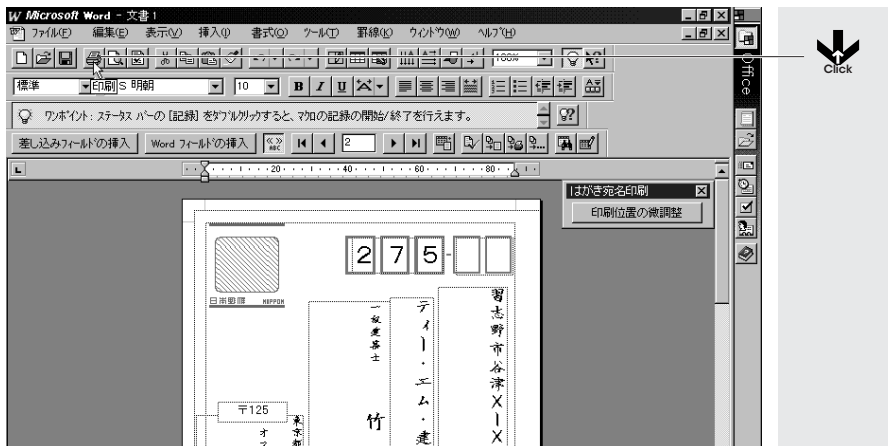 Microsoft Word - 文書1
ファイル(F) 編集(E) 表示(V) 挿入(I) 書式(O) ツール(T) 罫線(K) ウィンドウ(W) ヘルプ(H)
100%
標準 印刷 S 明朝 10 B I U
ワンポイント: ステータス バーの [記録] をダブルクリックすると、マクロの記録の開始/終了を行えます。
差し込みフィールドの挿入 Word フィールドの挿入 «» ABC 2
20 40 60 80
はがき宛名印刷
印刷位置の微調整
Office
Click
275-
日本郵便 NIPPON
習志野市谷津X－X
ティー・エム・建
一級建築士
竹
〒125
東京都
オ